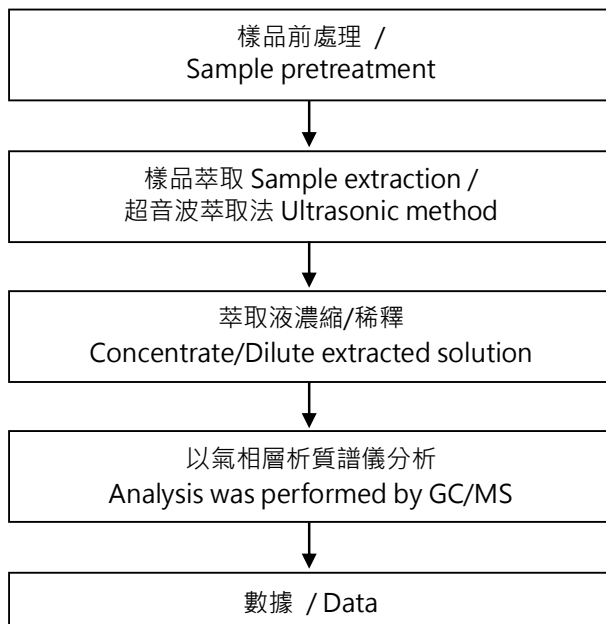 樣品前處理 /
Sample pretreatment
樣品萃取 Sample extraction /
超音波萃取法 Ultrasonic method
萃取液濃縮/稀釋
Concentrate/Dilute extracted solution
以氣相層析質譜儀分析
Analysis was performed by GC/MS
數據 / Data